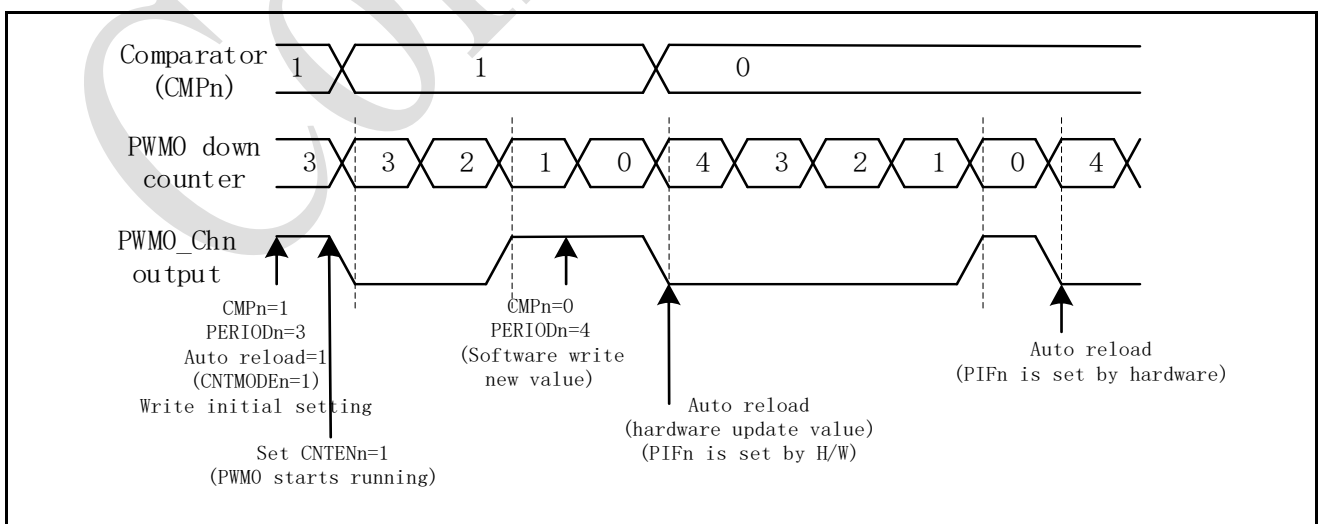 Comparator
(CMPn)
1 1 0
PWM0 down
counter
3 3 2 1 0 4 3 2 1 0 4
PWM0_Chn
output
CMPn=1
PERIODn=3
Auto reload=1
(CNTMODEn=1)
Write initial setting
Set CNTENn=1
(PWM0 starts running)
CMPn=0
PERIODn=4
(Software write
new value)
Auto reload
(hardware update value)
(PIFn is set by H/W)
Auto reload
(PIFn is set by hardware)